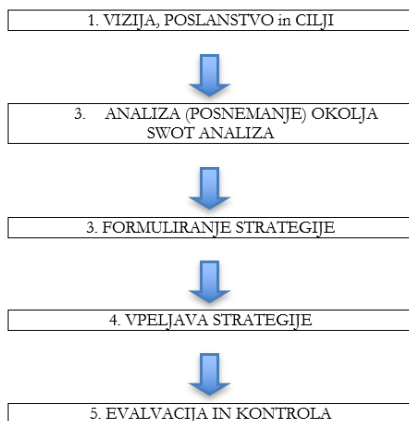 1. VIZIJA, POSLANSTVO in CILJI
3. ANALIZA (POSNEMANJE) OKOLJA
SWOT ANALIZA
3. FORMULIRANJE STRATEGIJE
4. VPELJAVA STRATEGIJE
5. EVALVACIJA IN KONTROLA